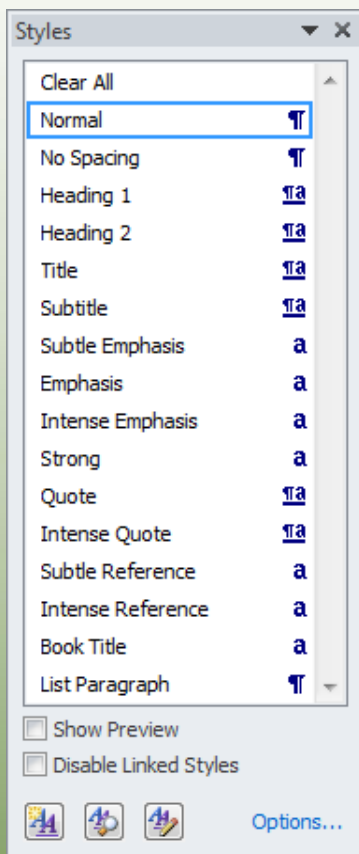 Styles
Clear All
Normal ¶
No Spacing ¶
Heading 1 ¶a
Heading 2 ¶a
Title ¶a
Subtitle ¶a
Subtle Emphasis a
Emphasis a
Intense Emphasis a
Strong a
Quote ¶a
Intense Quote ¶a
Subtle Reference a
Intense Reference a
Book Title a
List Paragraph ¶
Show Preview
Disable Linked Styles
Options...